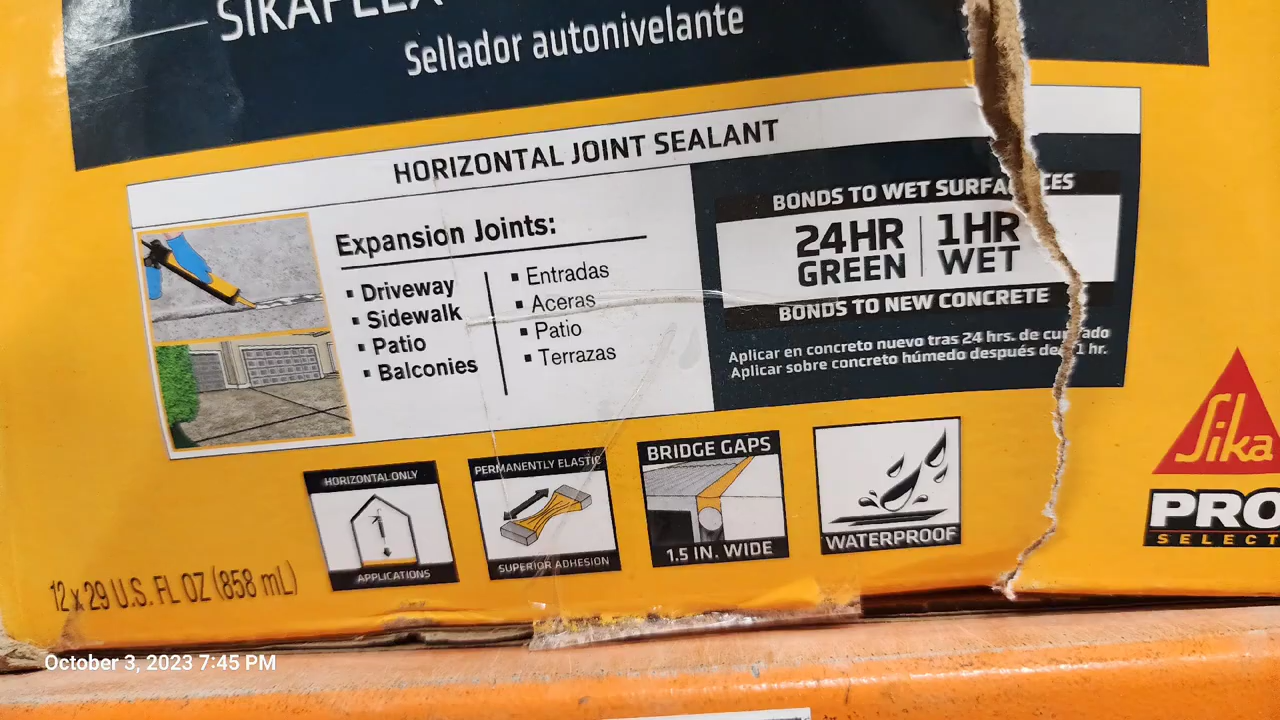 SIKAFLEX
Sellador autonivelante
HORIZONTAL JOINT SEALANT
Expansion Joints:
▪ Driveway
▪ Sidewalk
▪ Patio
▪ Balconies
▪ Entradas
▪ Aceras
▪ Patio
▪ Terrazas
BONDS TO WET SURFACES
24HR GREEN
1HR WET
BONDS TO NEW CONCRETE
Aplicar en concreto nuevo tras 24 hrs. de curado
Aplicar sobre concreto húmedo después de 1 hr.
HORIZONTAL ONLY
APPLICATIONS
PERMANENTLY ELASTIC
SUPERIOR ADHESION
BRIDGE GAPS
1.5 IN. WIDE
WATERPROOF
Sika
PRO
SELECT
12 x 29 U.S. FL OZ (858 mL)
October 3, 2023 7:45 PM